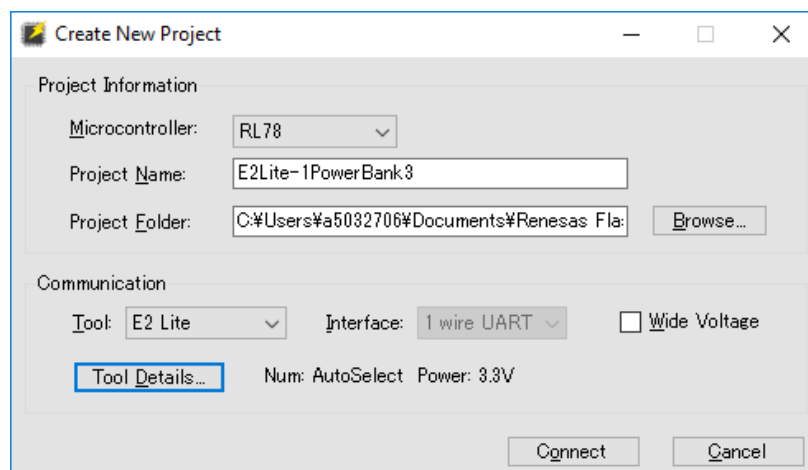 Create New Project
Project Information
Microcontroller: RL78
Project Name: E2Lite-1PowerBank3
Project Folder: C:¥Users¥a5032706¥Documents¥Renesas Fla Browse...
Communication
Tool: E2 Lite Interface: 1 wire UART Wide Voltage
Tool Details... Num: AutoSelect Power: 3.3V
Connect Cancel